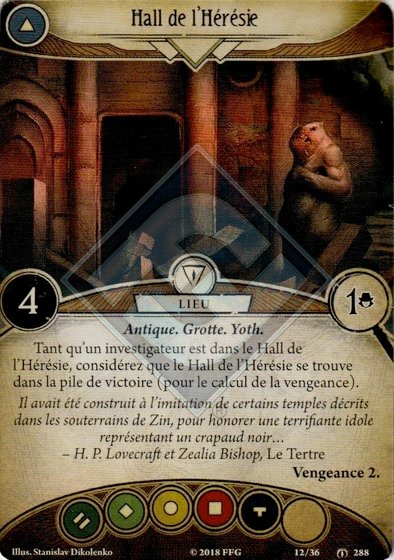 Hall de l'Hérésie
4
LIEU
1
Antique. Grotte. Yoth.
Tant qu'un investigateur est dans le Hall de
l'Hérésie, considérez que le Hall de l'Hérésie se trouve
dans la pile de victoire (pour le calcul de la vengeance).
Il avait été construit à l'imitation de certains temples décrits
dans les souterrains de Zin, pour honorer une terrifiante idole
représentant un crapaud noir…
– H. P. Lovecraft et Zealia Bishop, Le Tertre
Vengeance 2.
Illus. Stanislav Dikolenko
© 2018 FFG
12/36
288